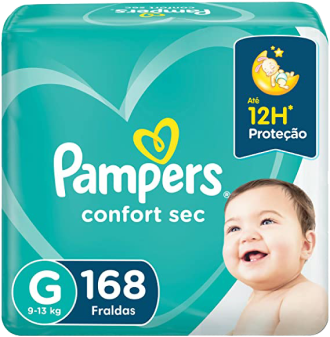 Até
12H*
Proteção
Pampers®
confort sec
G
9-13 kg
168
Fraldas